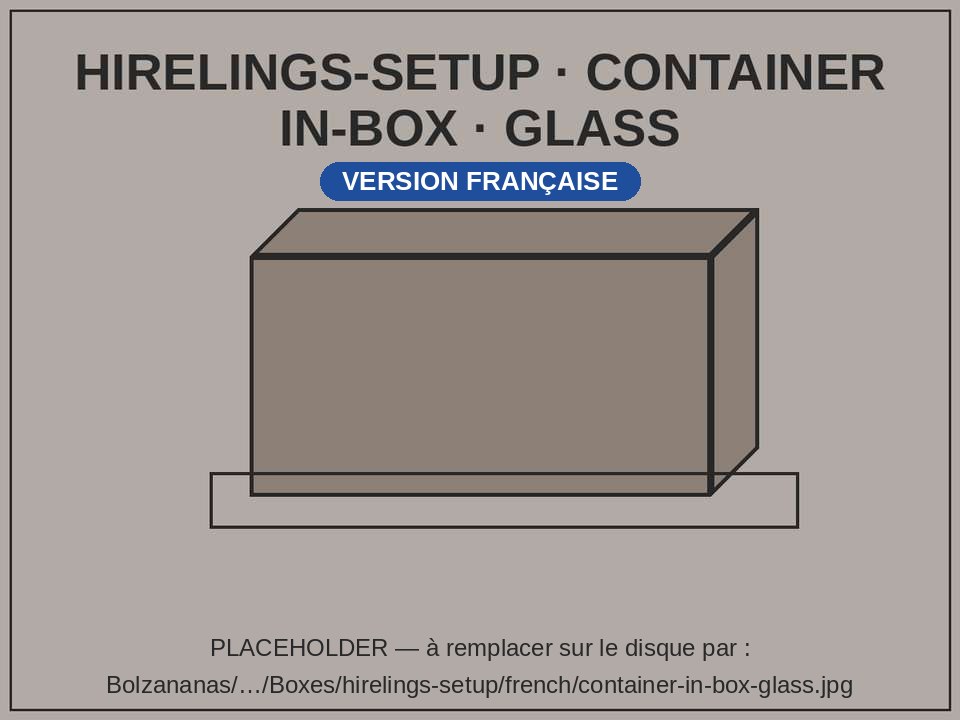 HIRELINGS-SETUP · CONTAINER
IN-BOX · GLASS
VERSION FRANÇAISE
PLACEHOLDER — à remplacer sur le disque par :
Bolzananas/…/Boxes/hirelings-setup/french/container-in-box-glass.jpg